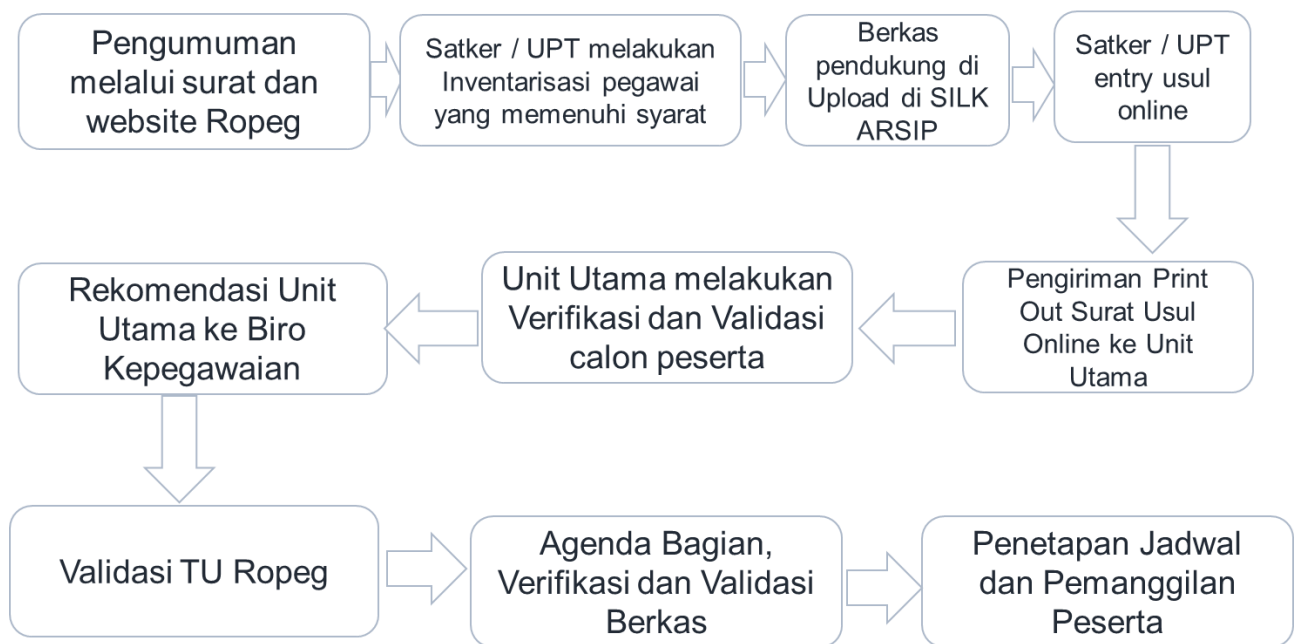 Pengumuman
melalui surat dan
website Ropeg
Satker / UPT melakukan
Inventarisasi pegawai
yang memenuhi syarat
Berkas
pendukung di
Upload di SILK
ARSIP
Satker / UPT
entry usul
online
Pengiriman Print
Out Surat Usul
Online ke Unit
Utama
Unit Utama melakukan
Verifikasi dan Validasi
calon peserta
Rekomendasi Unit
Utama ke Biro
Kepegawaian
Validasi TU Ropeg
Agenda Bagian,
Verifikasi dan Validasi
Berkas
Penetapan Jadwal
dan Pemanggilan
Peserta